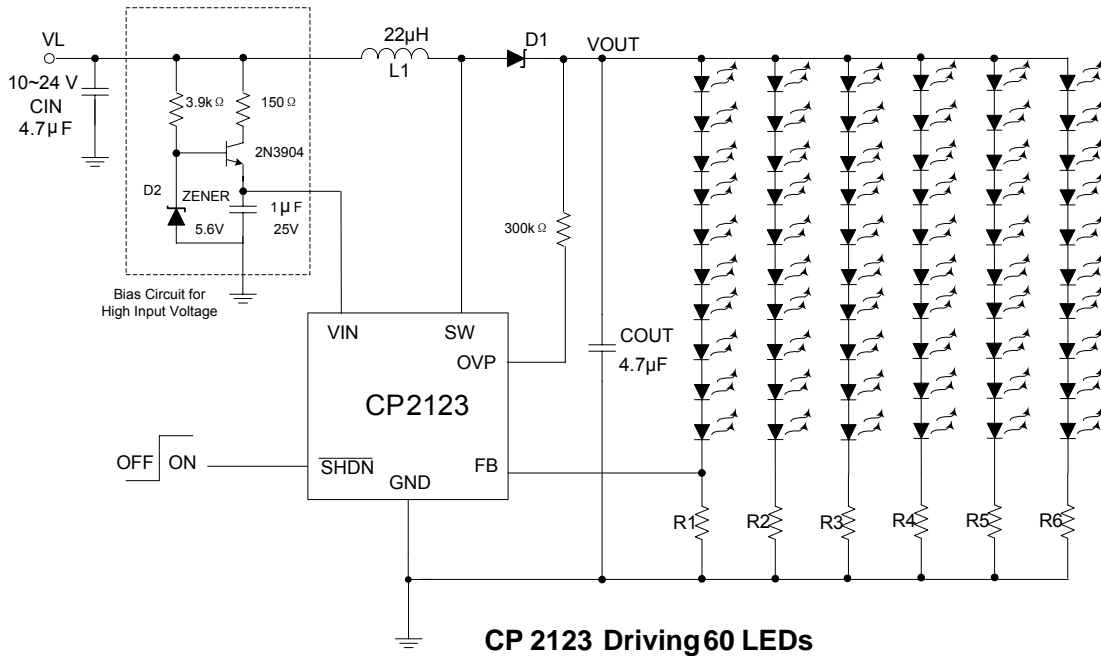 VL
10~24 V
CIN
4.7μF
3.9kΩ
150Ω
2N3904
D2
ZENER
5.6V
1μF
25V
Bias Circuit for
High Input Voltage
22μH
L1
D1
VOUT
300kΩ
VIN
SW
OVP
CP2123
SHDN
FB
GND
OFF
ON
COUT
4.7μF
R1
R2
R3
R4
R5
R6
CP 2123 Driving 60 LEDs